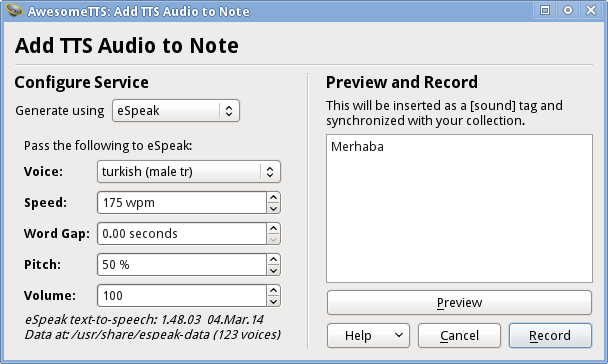 AwesomeTTS: Add TTS Audio to Note
Add TTS Audio to Note
Configure Service
Generate using eSpeak
Pass the following to eSpeak:
Voice: turkish (male tr)
Speed: 175 wpm
Word Gap: 0.00 seconds
Pitch: 50 %
Volume: 100
eSpeak text-to-speech: 1.48.03  04.Mar.14
Data at: /usr/share/espeak-data (123 voices)
Preview and Record
This will be inserted as a [sound] tag and
synchronized with your collection.
Merhaba
Preview
Help Cancel Record